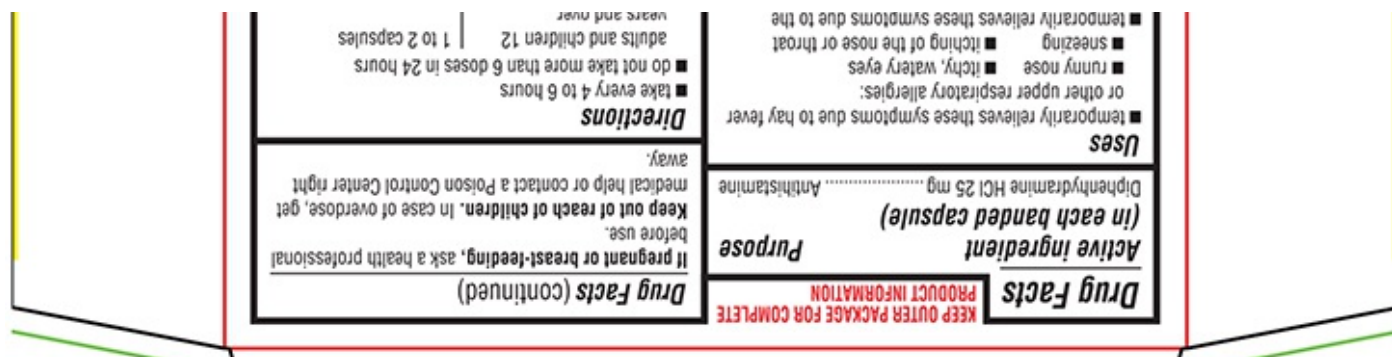 Drug Facts
KEEP OUTER PACKAGE FOR COMPLETE
PRODUCT INFORMATION
Active ingredient Purpose
(in each banded capsule)
Diphenhydramine HCl 25 mg ..................... Antihistamine
Uses
■ temporarily relieves these symptoms due to hay fever
or other upper respiratory allergies:
■ runny nose ■ itchy, watery eyes
■ sneezing ■ itching of the nose or throat
■ temporarily relieves these symptoms due to the
Drug Facts (continued)
If pregnant or breast-feeding, ask a health professional
before use.
Keep out of reach of children. In case of overdose, get
medical help or contact a Poison Control Center right
away.
Directions
■ take every 4 to 6 hours
■ do not take more than 6 doses in 24 hours
adults and children 12 | 1 to 2 capsules
years and over